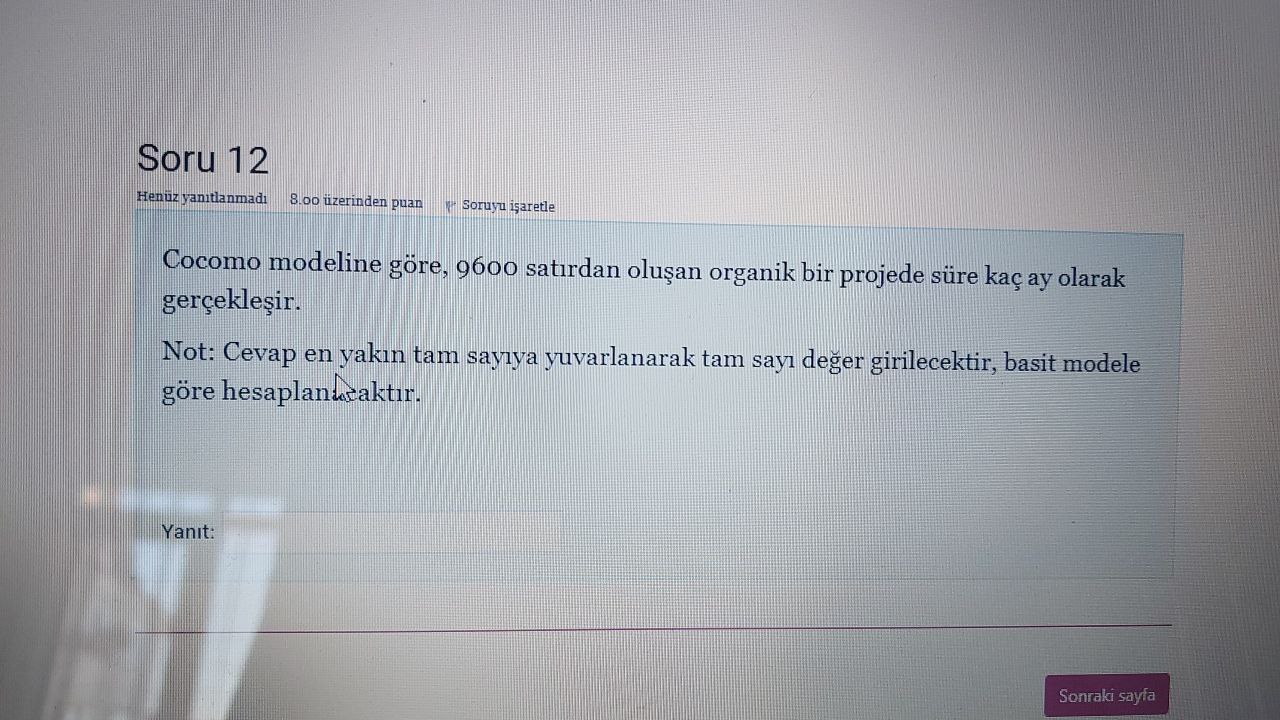 Soru 12
Henüz yanıtlanmadı 8.00 üzerinden puan Soruyu işaretle
Cocomo modeline göre, 9600 satırdan oluşan organik bir projede süre kaç ay olarak
gerçekleşir.
Not: Cevap en yakın tam sayıya yuvarlanarak tam sayı değer girilecektir, basit modele
göre hesaplanacaktır.
Yanıt:
Sonraki sayfa